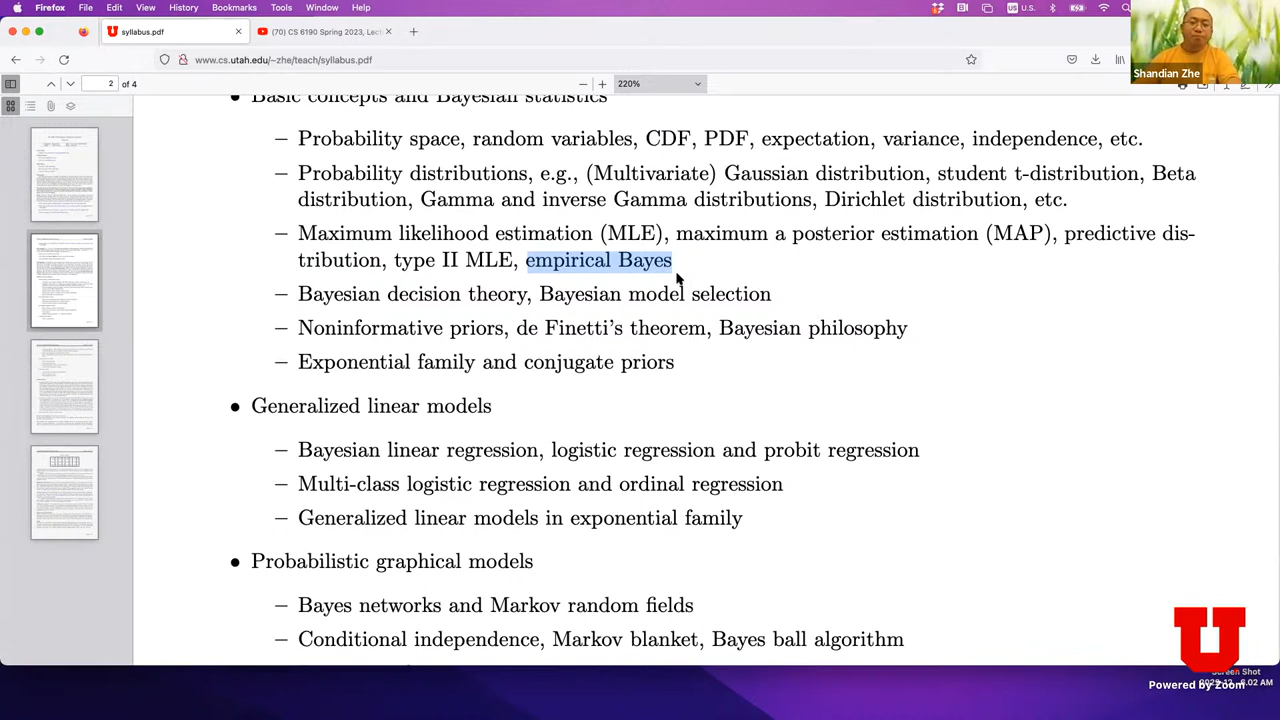 Firefox File Edit View History Bookmarks Tools Window Help U.S.
syllabus.pdf
(70) CS 6190 Spring 2023, Lec
www.cs.utah.edu/~zhe/teach/syllabus.pdf
2 of 4
220%
Shandian Zhe
• Basic concepts and Bayesian statistics
– Probability space, random variables, CDF, PDF, expectation, variance, independence, etc.
– Probability distributions, e.g., (Multivariate) Gaussian distribution, student t-distribution, Beta
distribution, Gamma and inverse Gamma distributions, Dirichlet distribution, etc.
– Maximum likelihood estimation (MLE), maximum a posterior estimation (MAP), predictive dis-
tribution, type II MLE, empirical Bayes
– Bayesian decision theory, Bayesian model selection
– Noninformative priors, de Finetti's theorem, Bayesian philosophy
– Exponential family and conjugate priors
• Generalized linear models
– Bayesian linear regression, logistic regression and probit regression
– Multi-class logistic regression and ordinal regression
– Generalized linear models in exponential family
• Probabilistic graphical models
– Bayes networks and Markov random fields
– Conditional independence, Markov blanket, Bayes ball algorithm
U
Screen Shot
Powered by Zoom